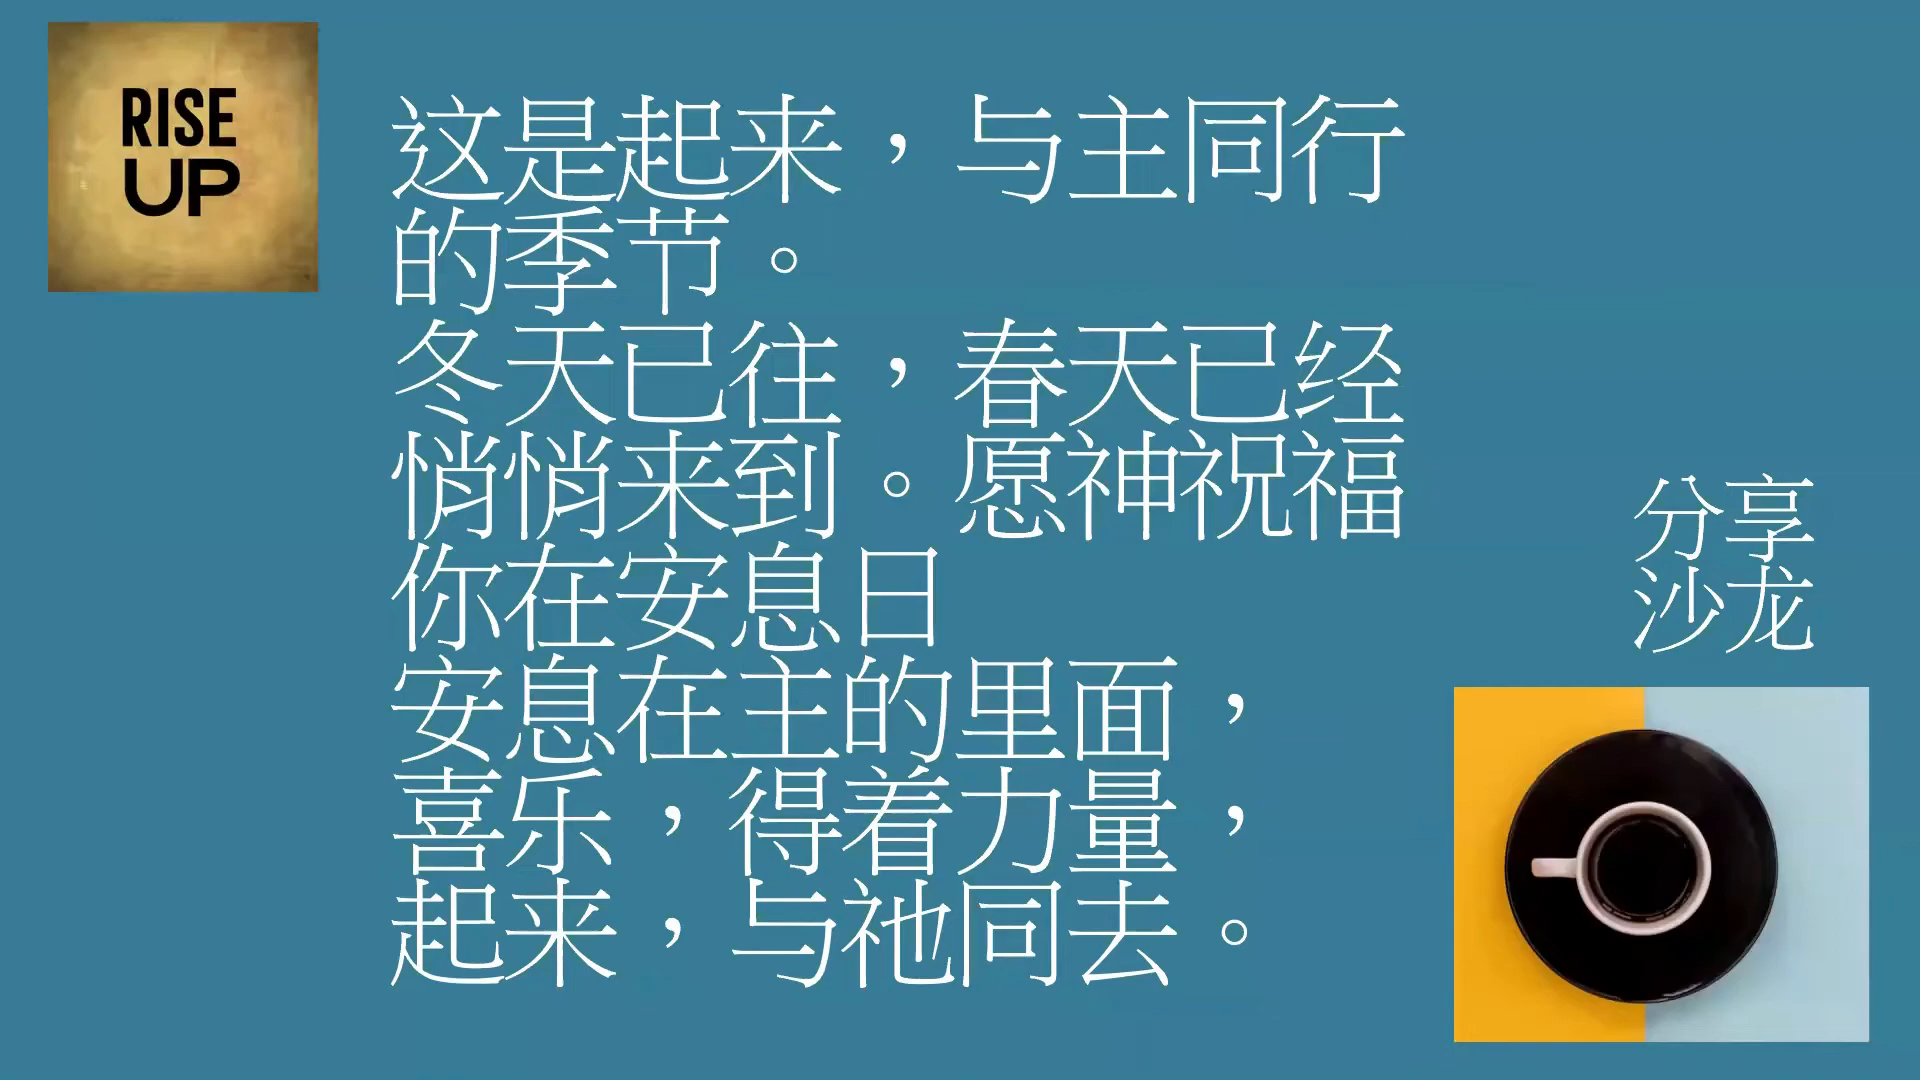 RISE
UP
这是起来，与主同行
的季节。
冬天已往，春天已经
悄悄来到。愿神祝福
你在安息日
安息在主的里面，
喜乐，得着力量，
起来，与祂同去。
分享
沙龙